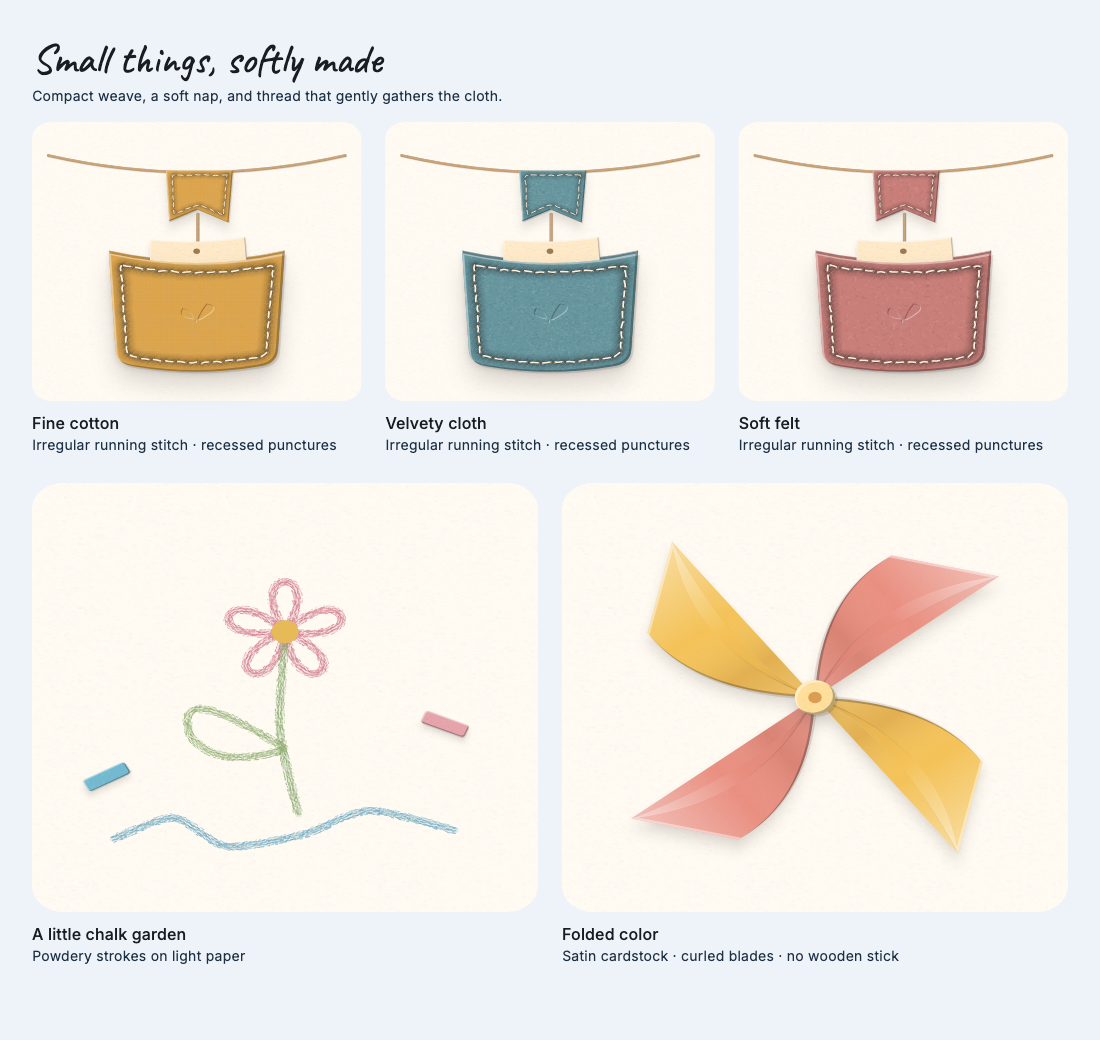 Small things, softly made
Compact weave, a soft nap, and thread that gently gathers the cloth.
Fine cotton
Irregular running stitch · recessed punctures
Velvety cloth
Irregular running stitch · recessed punctures
Soft felt
Irregular running stitch · recessed punctures
A little chalk garden
Powdery strokes on light paper
Folded color
Satin cardstock · curled blades · no wooden stick